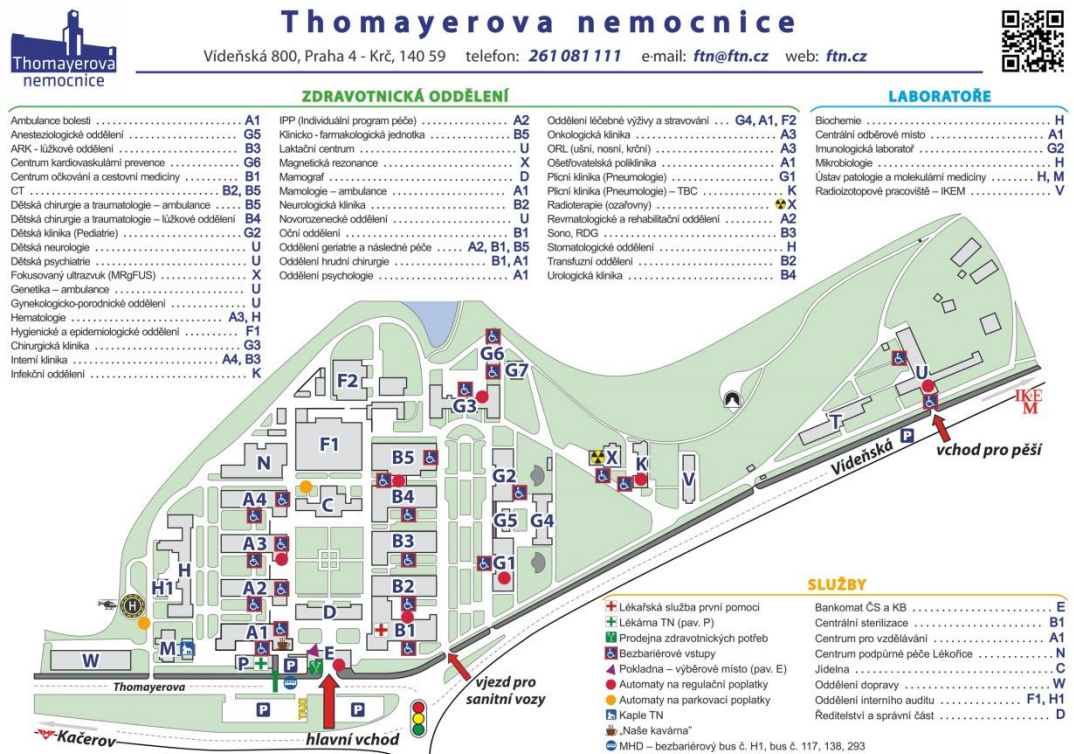 Thomayerova nemocnice
Thomayerova
nemocnice
Vídeňská 800, Praha 4 - Krč, 140 59 telefon: 261 081 111 e-mail: ftn@ftn.cz web: ftn.cz
ZDRAVOTNICKÁ ODDĚLENÍ
Ambulance bolesti A1
Anesteziologické oddělení G5
ARK - lůžkové oddělení B3
Centrum kardiovaskulární prevence G6
Centrum očkování a cestovní medicíny B1
CT B2, B5
Dětská chirurgie a traumatologie – ambulance B5
Dětská chirurgie a traumatologie – lůžkové oddělení B4
Dětská klinika (Pediatrie) G2
Dětská neurologie U
Dětská psychiatrie U
Fokusovaný ultrazvuk (MRgFUS) X
Genetika – ambulance U
Gynekologicko-porodnické oddělení U
Hematologie A3, H
Hygienické a epidemiologické oddělení F1
Chirurgická klinika G3
Interní klinika A4, B3
Infekční oddělení K
IPP (Individuální program péče) A2
Klinicko - farmakologická jednotka B5
Laktační centrum U
Magnetická rezonance X
Mamograf D
Mamologie – ambulance A1
Neurologická klinika B2
Novorozenecké oddělení U
Oční oddělení B1
Oddělení geriatrie a následné péče A2, B1, B5
Oddělení hrudní chirurgie B1, A1
Oddělení psychologie A1
Oddělení léčebné výživy a stravování G4, A1, F2
Onkologická klinika A3
ORL (ušní, nosní, krční) A3
Ošetřovatelská poliklinika A1
Plicní klinika (Pneumologie) G1
Plicní klinika (Pneumologie) – TBC K
Radioterapie (ozařovny) X
Revmatologické a rehabilitační oddělení A2
Sono, RDG B3
Stomatologické oddělení H
Transfuzní oddělení B2
Urologická klinika B4
LABORATOŘE
Biochemie H
Centrální odběrové místo A1
Imunologická laboratoř G2
Mikrobiologie H
Ústav patologie a molekulární medicíny H, M
Radioizotopové pracoviště – IKEM V
G6
G7
F2
G3
U
IKEM
T
Vídeňská
P
vchod pro pěší
F1
N
B5
X
K
V
G2
A4
C
B4
G5
G4
A3
B3
H
H1
G1
A2
B2
D
H
A1
B1
M
E
W
P
P
Thomayerova
vjezd pro
sanitní vozy
P
TAXI
P
Kačerov
hlavní vchod
Lékařská služba první pomoci
Lékárna TN (pav. P)
Prodejna zdravotnických potřeb
Bezbariérové vstupy
Pokladna – výběrové místo (pav. E)
Automaty na regulační poplatky
Automaty na parkovací poplatky
Kaple TN
„Naše kavárna"
MHD – bezbariérový bus č. H1, bus č. 117, 138, 293
SLUŽBY
Bankomat ČS a KB E
Centrální sterilizace B1
Centrum pro vzdělávání A1
Centrum podpůrné péče Lékořice N
Jídelna C
Oddělení dopravy W
Oddělení interního auditu F1, H1
Ředitelství a správní část D